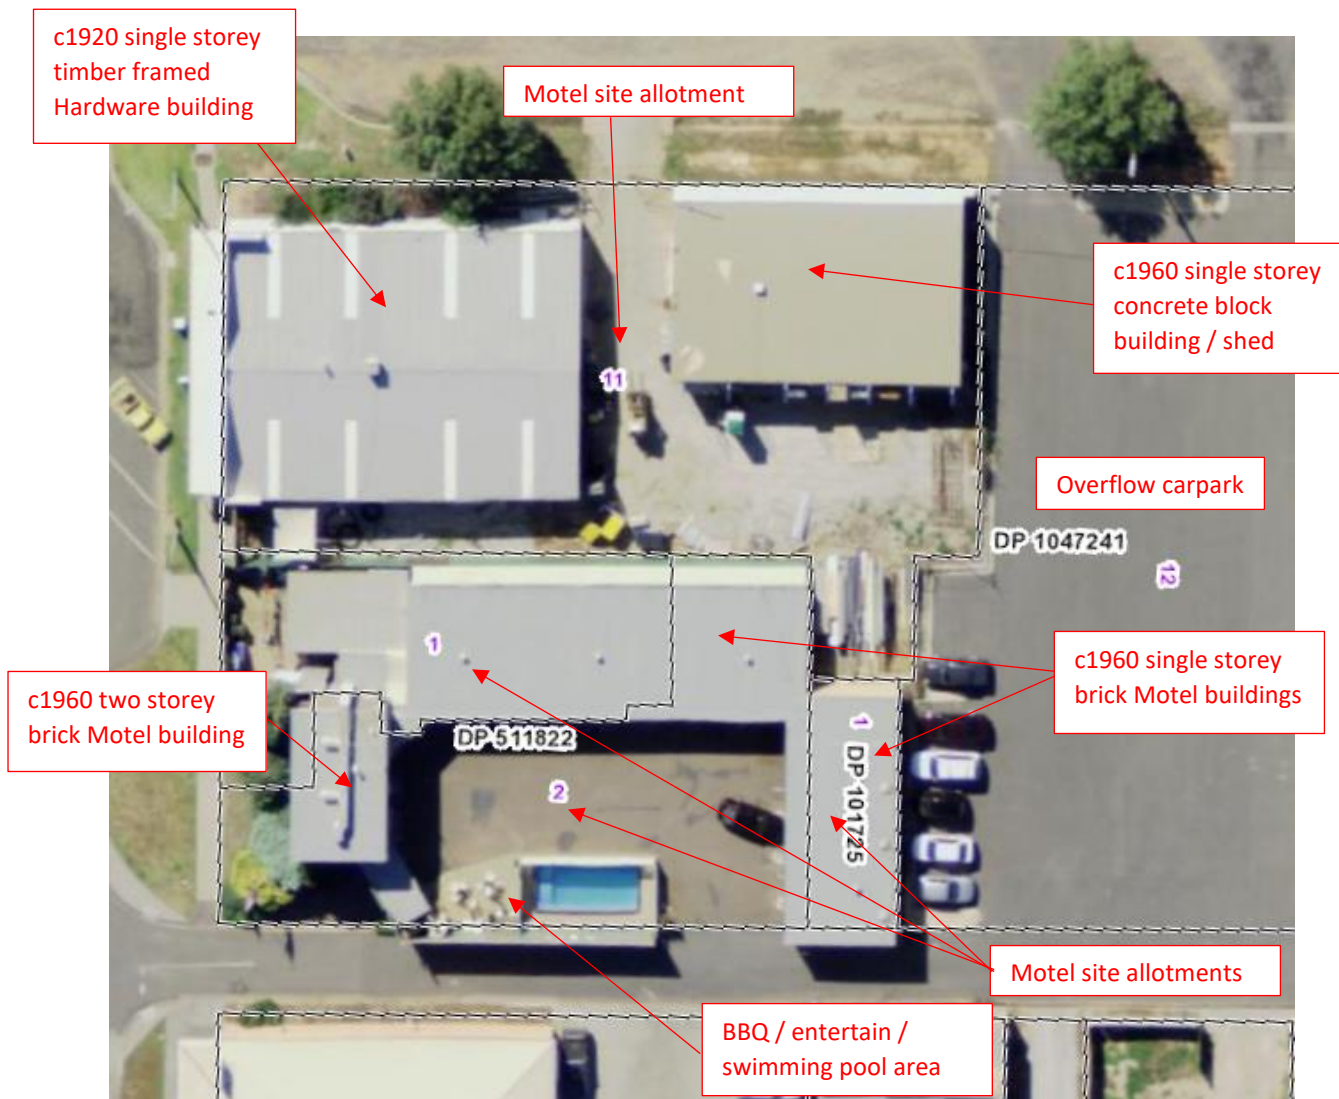 c1920 single storey
timber framed
Hardware building
Motel site allotment
c1960 single storey
concrete block
building / shed
11
Overflow carpark
DP 1047241
12
1
c1960 single storey
brick Motel buildings
c1960 two storey
brick Motel building
DP 511822
1
DP 101725
2
Motel site allotments
BBQ / entertain /
swimming pool area